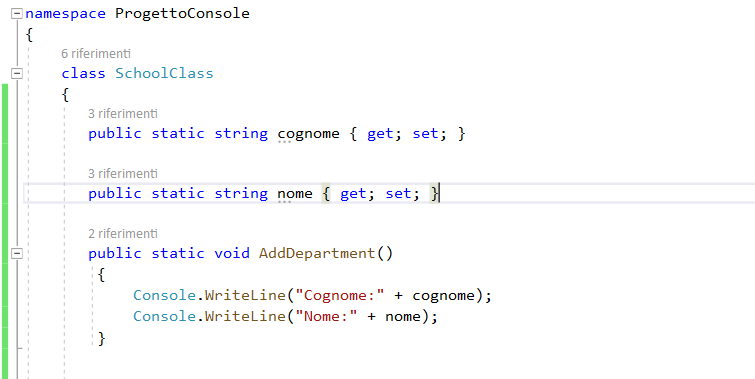 namespace ProgettoConsole
{
6 riferimenti
class SchoolClass
{
3 riferimenti
public static string cognome { get; set; }
3 riferimenti
public static string nome { get; set; }
2 riferimenti
public static void AddDepartment()
{
Console.WriteLine("Cognome:" + cognome);
Console.WriteLine("Nome:" + nome);
}